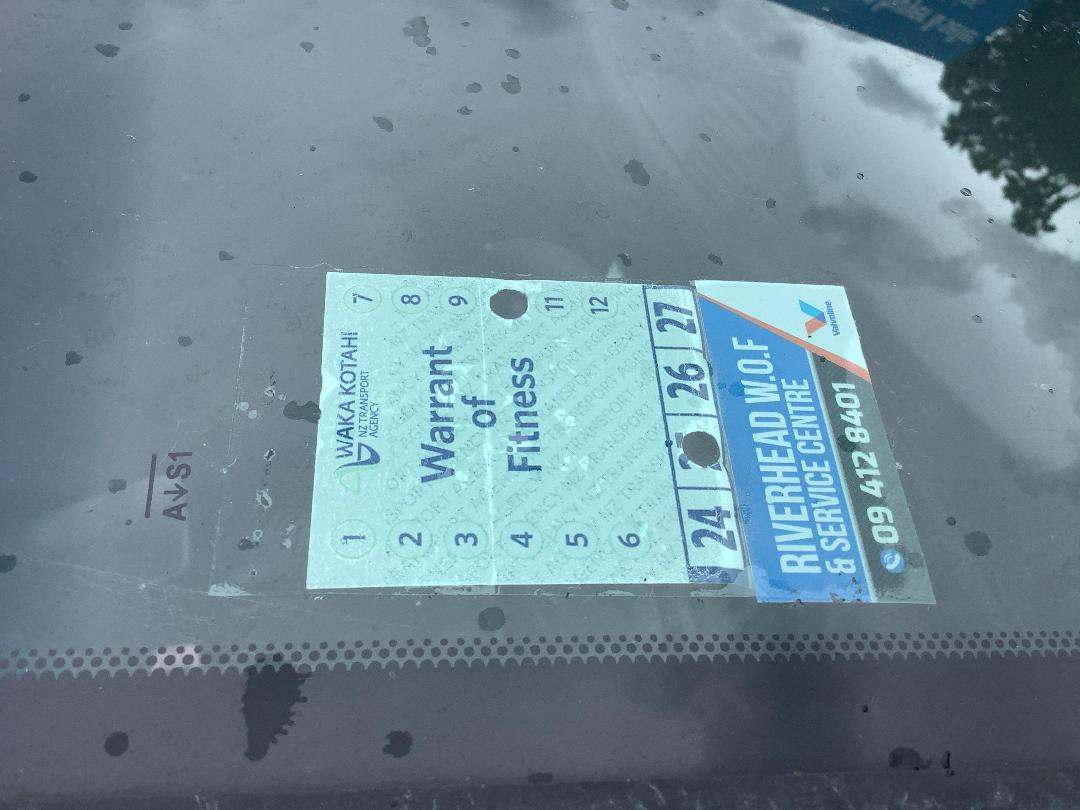 WAKA KOTAHI
NZ TRANSPORT
AGENCY
Warrant
of
Fitness
1
2
3
4
5
6
7
8
9
11
12
24
26
27
RIVERHEAD W.O.F
& SERVICE CENTRE
09 412 8401
Valvoline
A↓S1